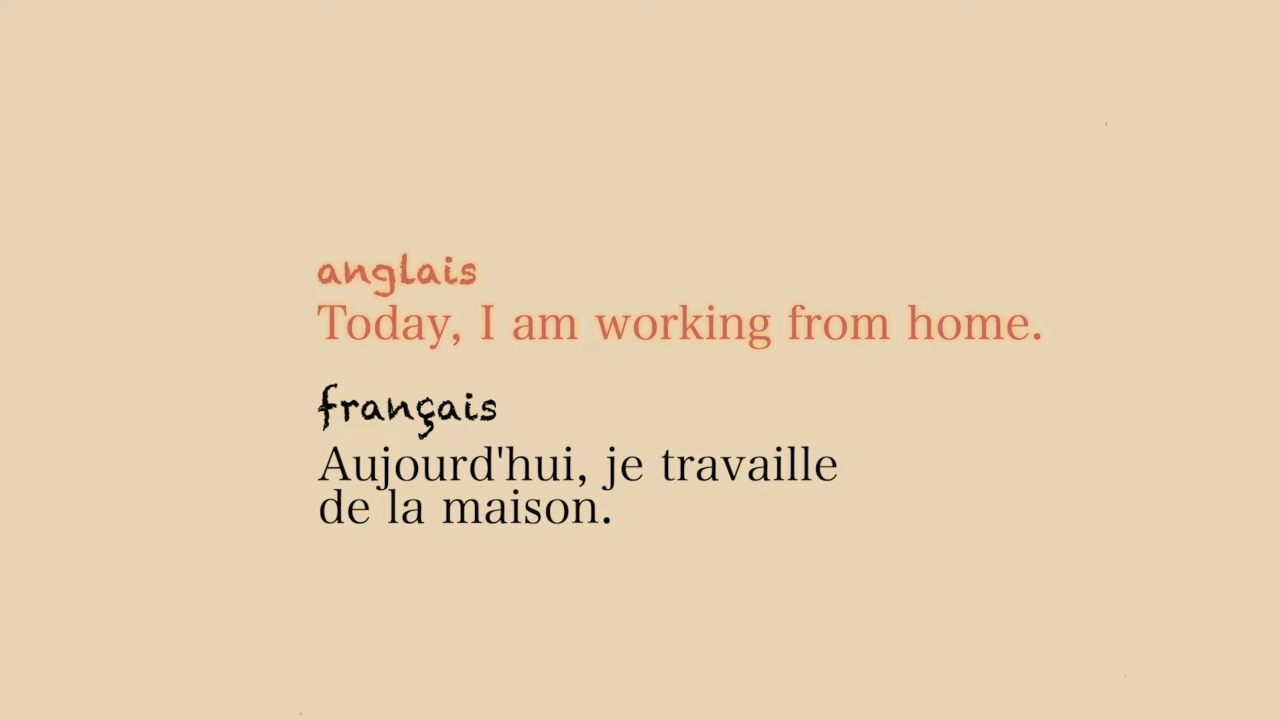 anglais
Today, I am working from home.
français
Aujourd'hui, je travaille
de la maison.